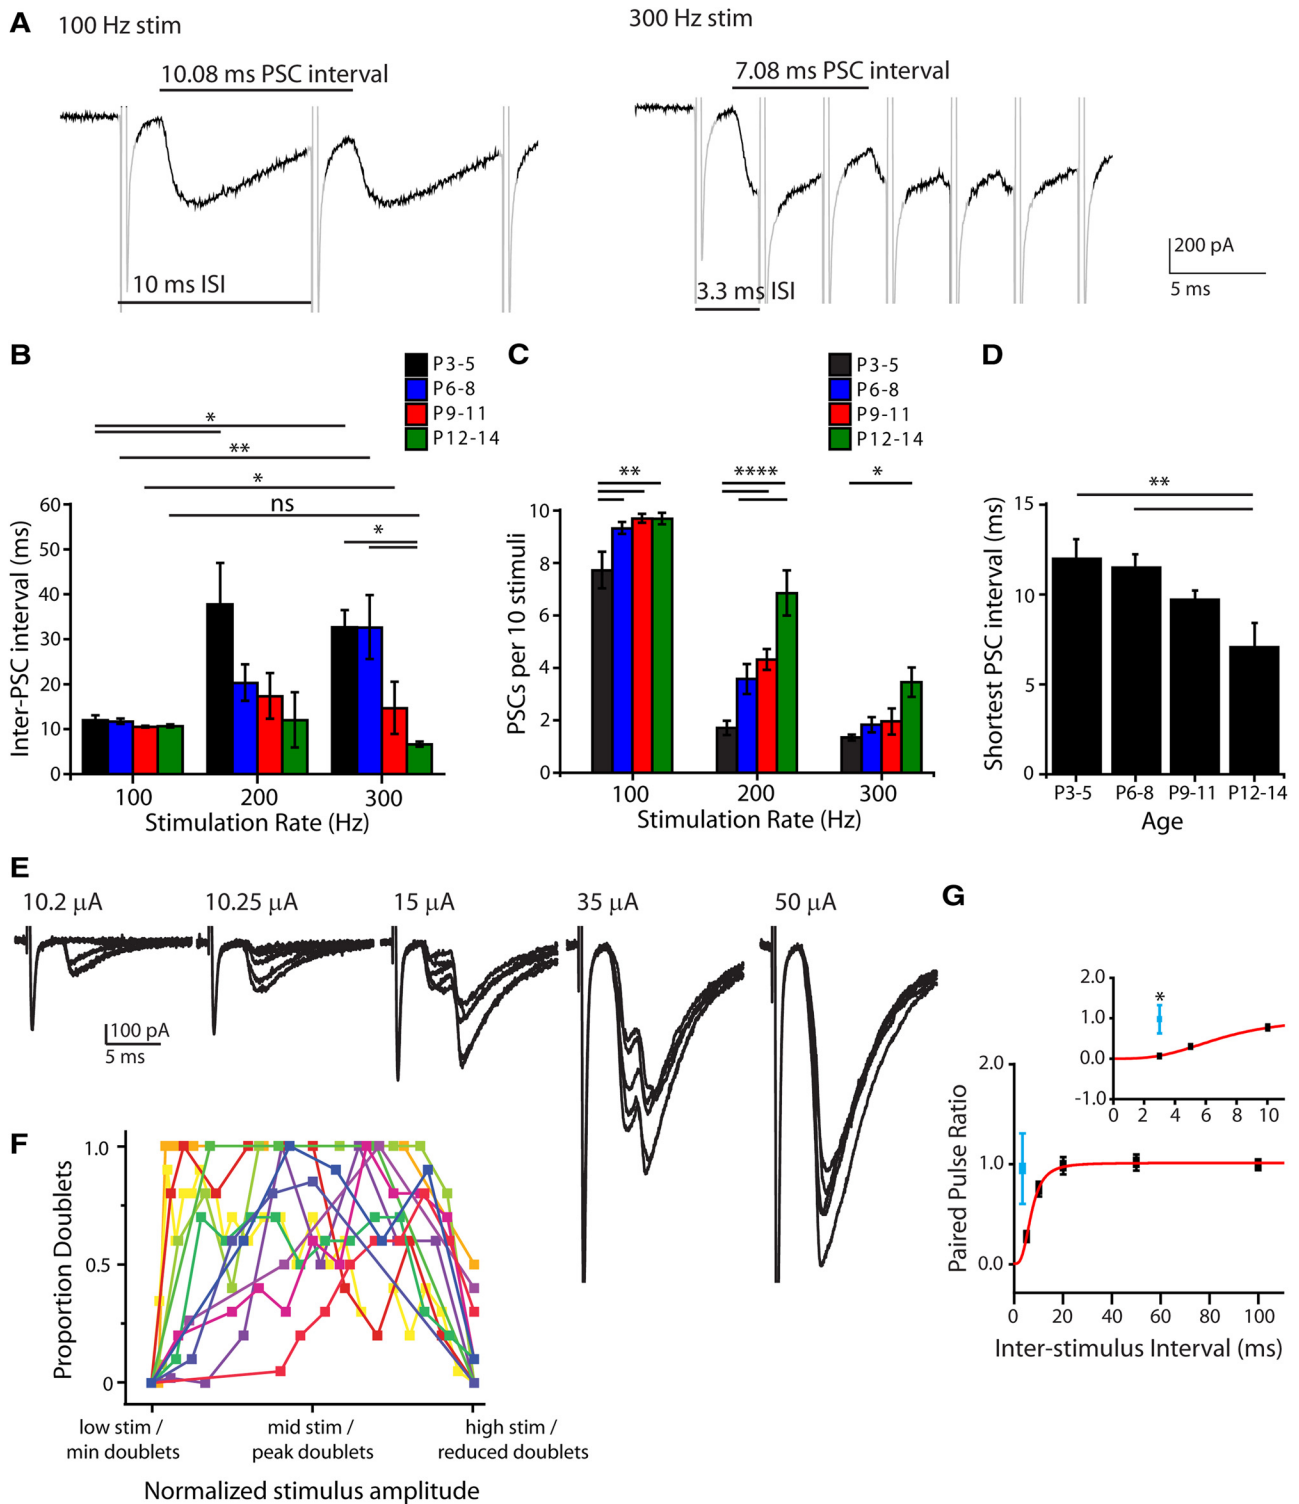 A
100 Hz stim
300 Hz stim
10.08 ms PSC interval
7.08 ms PSC interval
10 ms ISI
3.3 ms ISI
200 pA
5 ms
B
P3-5
P6-8
P9-11
P12-14
*
**
*
ns
*
Inter-PSC interval (ms)
60
50
40
30
20
10
0
100
200
300
Stimulation Rate (Hz)
C
P3-5
P6-8
P9-11
P12-14
**
****
*
PSCs per 10 stimuli
10
8
6
4
2
0
100
200
300
Stimulation Rate (Hz)
D
**
Shortest PSC interval (ms)
15
10
5
0
P3-5
P6-8
P9-11
P12-14
Age
E
10.2 µA
10.25 µA
15 µA
35 µA
50 µA
100 pA
5 ms
F
Proportion Doublets
1.0
0.5
0
low stim /
min doublets
mid stim /
peak doublets
high stim /
reduced doublets
Normalized stimulus amplitude
G
2.0
1.0
0.0
-1.0
*
0
2
4
6
8
10
Paired Pulse Ratio
2.0
1.0
0.0
0
20
40
60
80
100
Inter-stimulus Interval (ms)